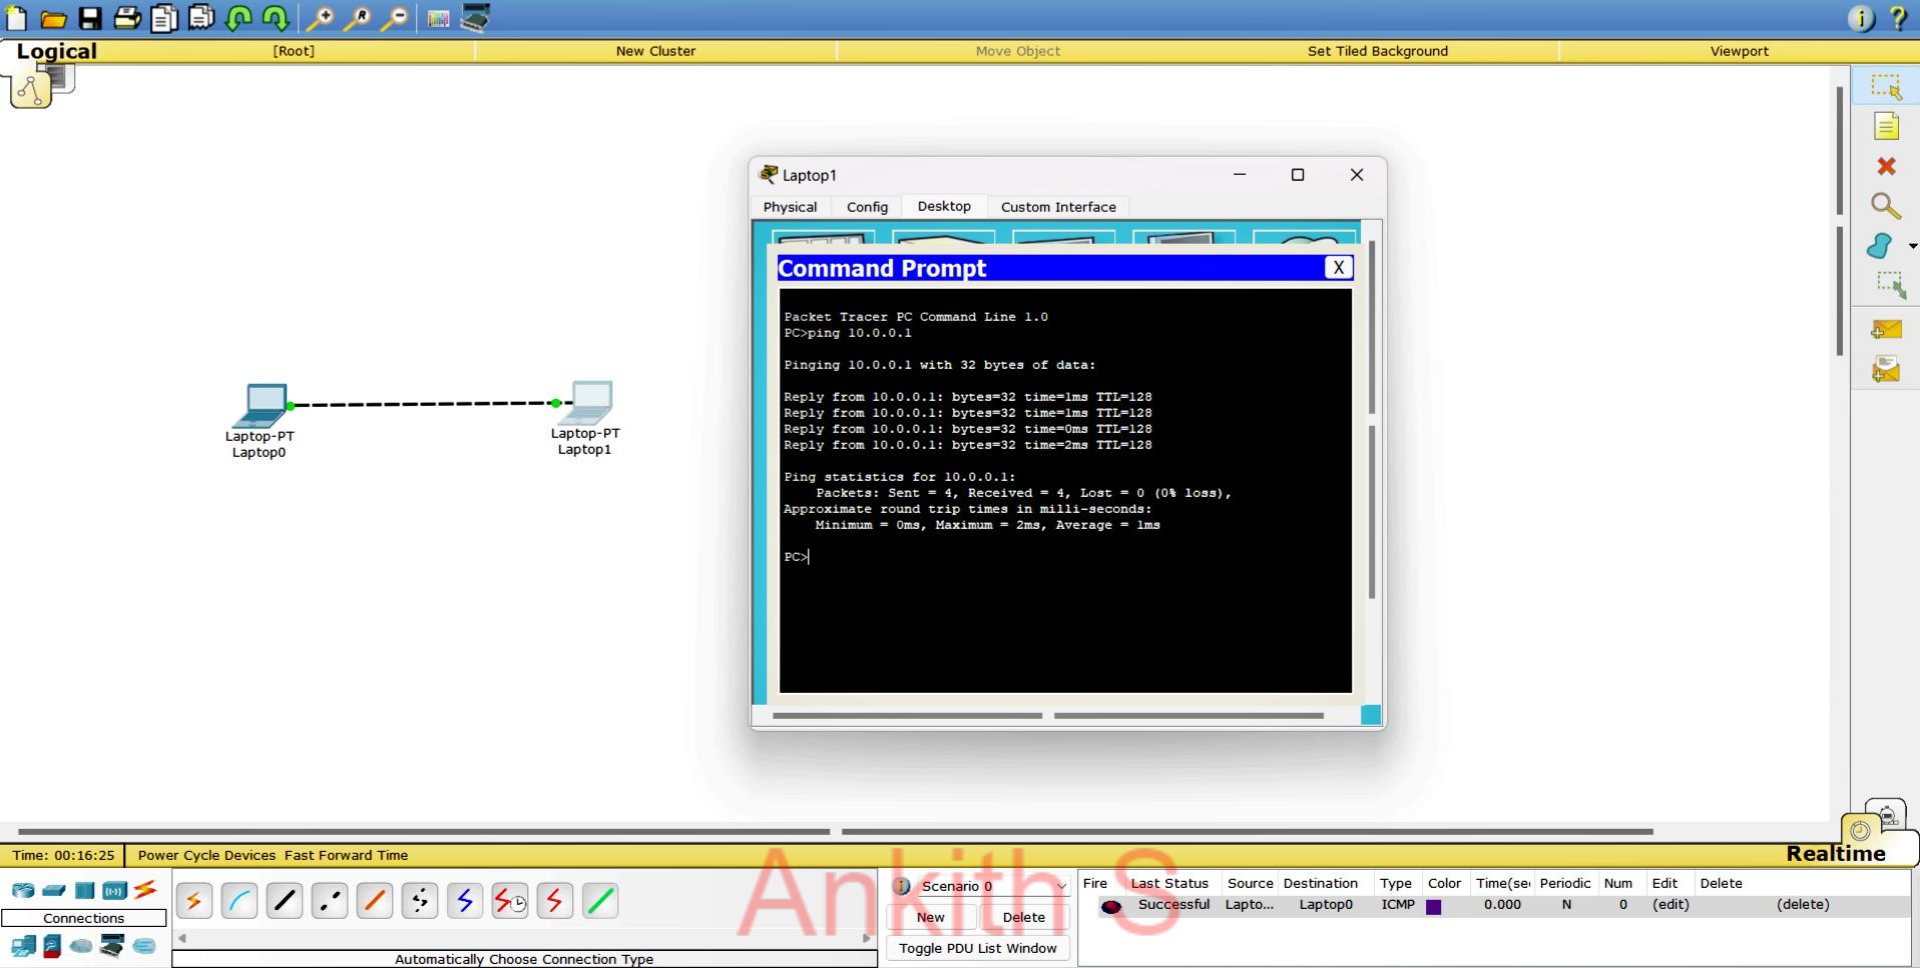 Logical
[Root]
New Cluster
Move Object
Set Tiled Background
Viewport
Laptop1
Physical
Config
Desktop
Custom Interface
Command Prompt
X
Packet Tracer PC Command Line 1.0
PC>ping 10.0.0.1
Pinging 10.0.0.1 with 32 bytes of data:
Reply from 10.0.0.1: bytes=32 time=1ms TTL=128
Reply from 10.0.0.1: bytes=32 time=1ms TTL=128
Reply from 10.0.0.1: bytes=32 time=0ms TTL=128
Reply from 10.0.0.1: bytes=32 time=2ms TTL=128
Ping statistics for 10.0.0.1:
Packets: Sent = 4, Received = 4, Lost = 0 (0% loss),
Approximate round trip times in milli-seconds:
Minimum = 0ms, Maximum = 2ms, Average = 1ms
PC>
Laptop-PT
Laptop0
Laptop-PT
Laptop1
Time: 00:16:25
Power Cycle Devices Fast Forward Time
Realtime
Connections
Automatically Choose Connection Type
Scenario 0
New
Delete
Toggle PDU List Window
Fire Last Status Source Destination Type Color Time(se Periodic Num Edit Delete
Successful Lapto... Laptop0 ICMP 0.000 N 0 (edit) (delete)
Ankith S